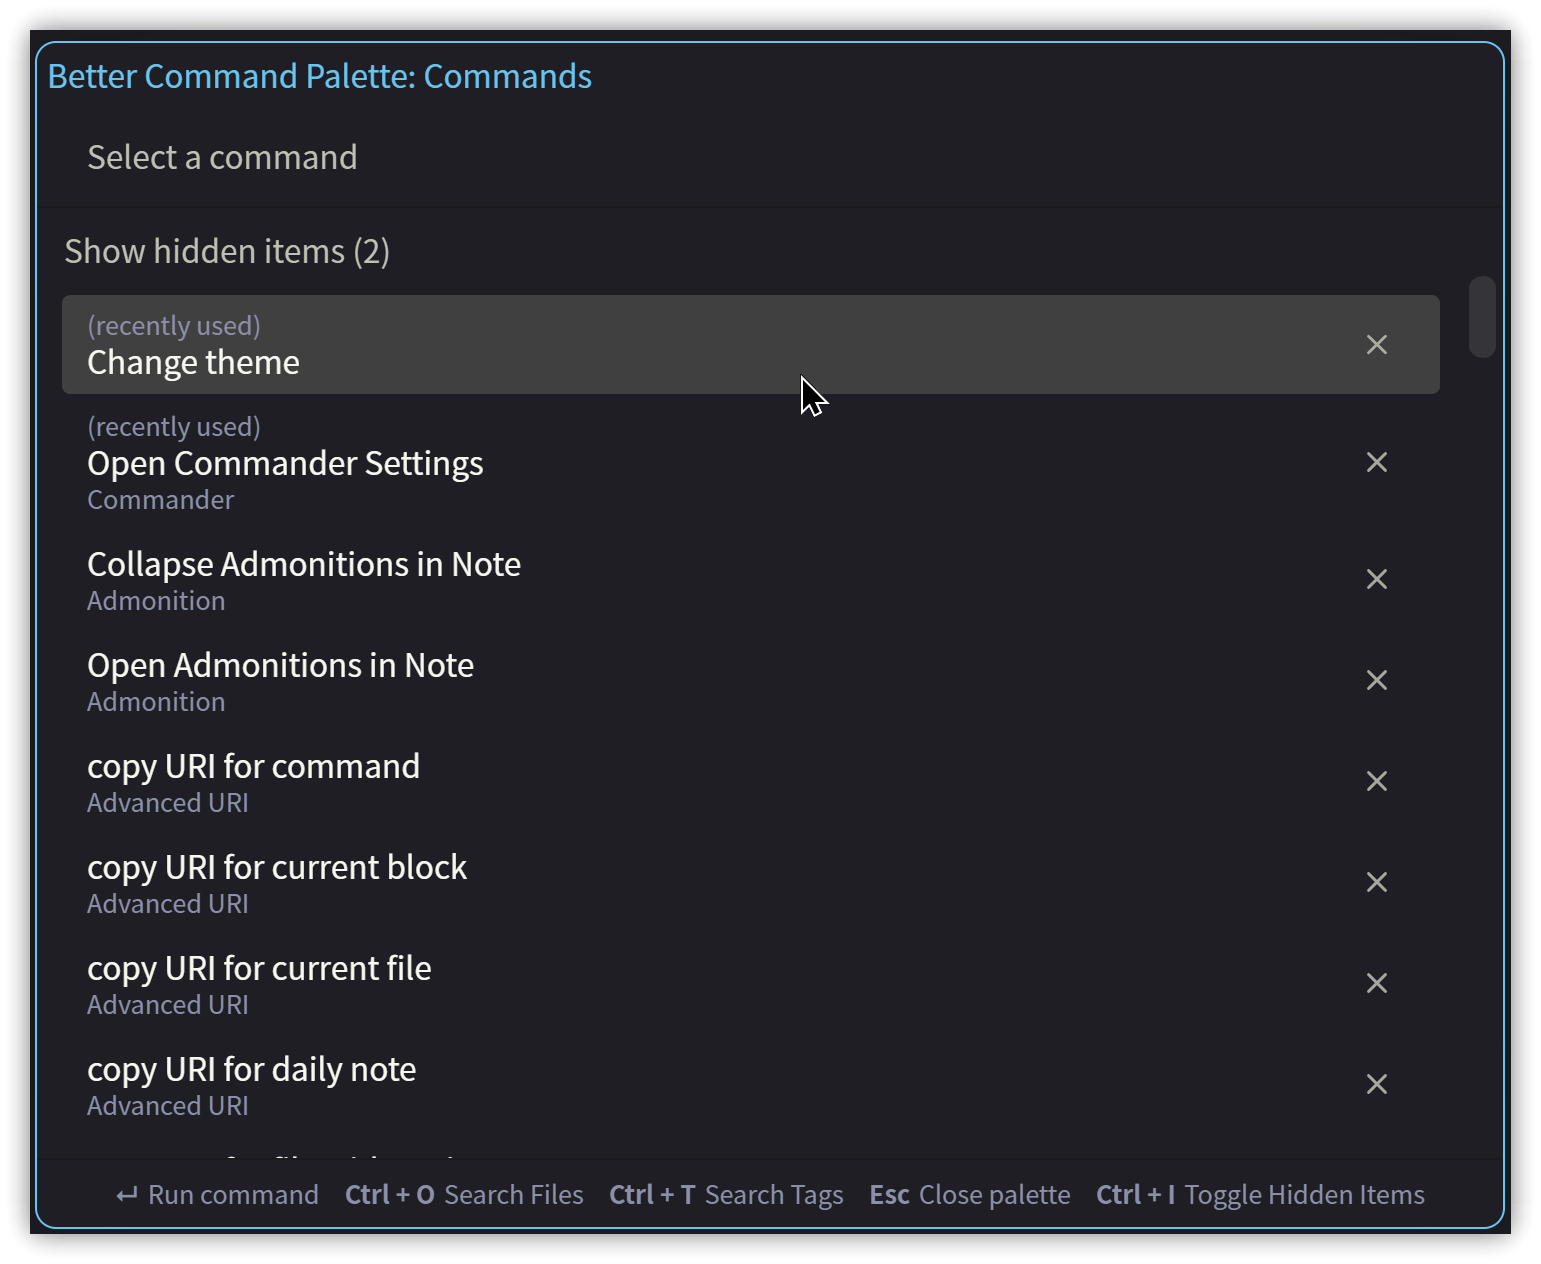 Better Command Palette: Commands
Select a command
Show hidden items (2)
(recently used)
Change theme
(recently used)
Open Commander Settings
Commander
Collapse Admonitions in Note
Admonition
Open Admonitions in Note
Admonition
copy URI for command
Advanced URI
copy URI for current block
Advanced URI
copy URI for current file
Advanced URI
copy URI for daily note
Advanced URI
↵ Run command Ctrl + O Search Files Ctrl + T Search Tags Esc Close palette Ctrl + I Toggle Hidden Items